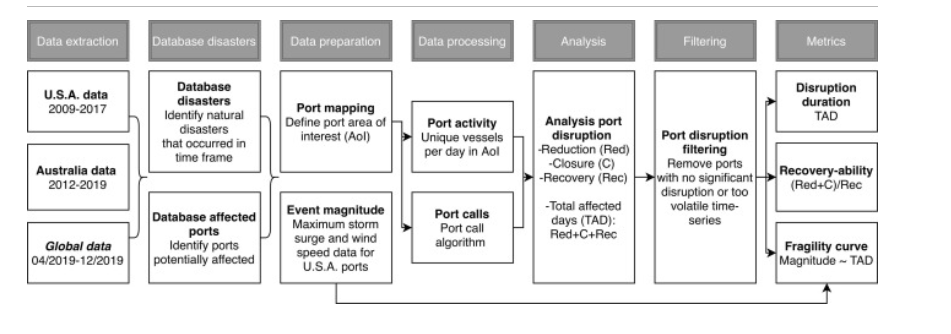 Data extraction
Database disasters
Data preparation
Data processing
Analysis
Filtering
Metrics
U.S.A. data
2009-2017
Australia data
2012-2019
Global data
04/2019-12/2019
Database
disasters
Identify natural
disasters
that occurred in
time frame
Database affected
ports
Identify ports
potentially affected
Port mapping
Define port area of
interest (AoI)
Event magnitude
Maximum storm
surge and wind
speed data for
U.S.A. ports
Port activity
Unique vessels
per day in AoI
Port calls
Port call
algorithm
Analysis port
disruption
-Reduction (Red)
-Closure (C)
-Recovery (Rec)
-Total affected
days (TAD):
Red+C+Rec
Port disruption
filtering
Remove ports
with no significant
disruption or too
volatile time-
series
Disruption
duration
TAD
Recovery-ability
(Red+C)/Rec
Fragility curve
Magnitude ~ TAD